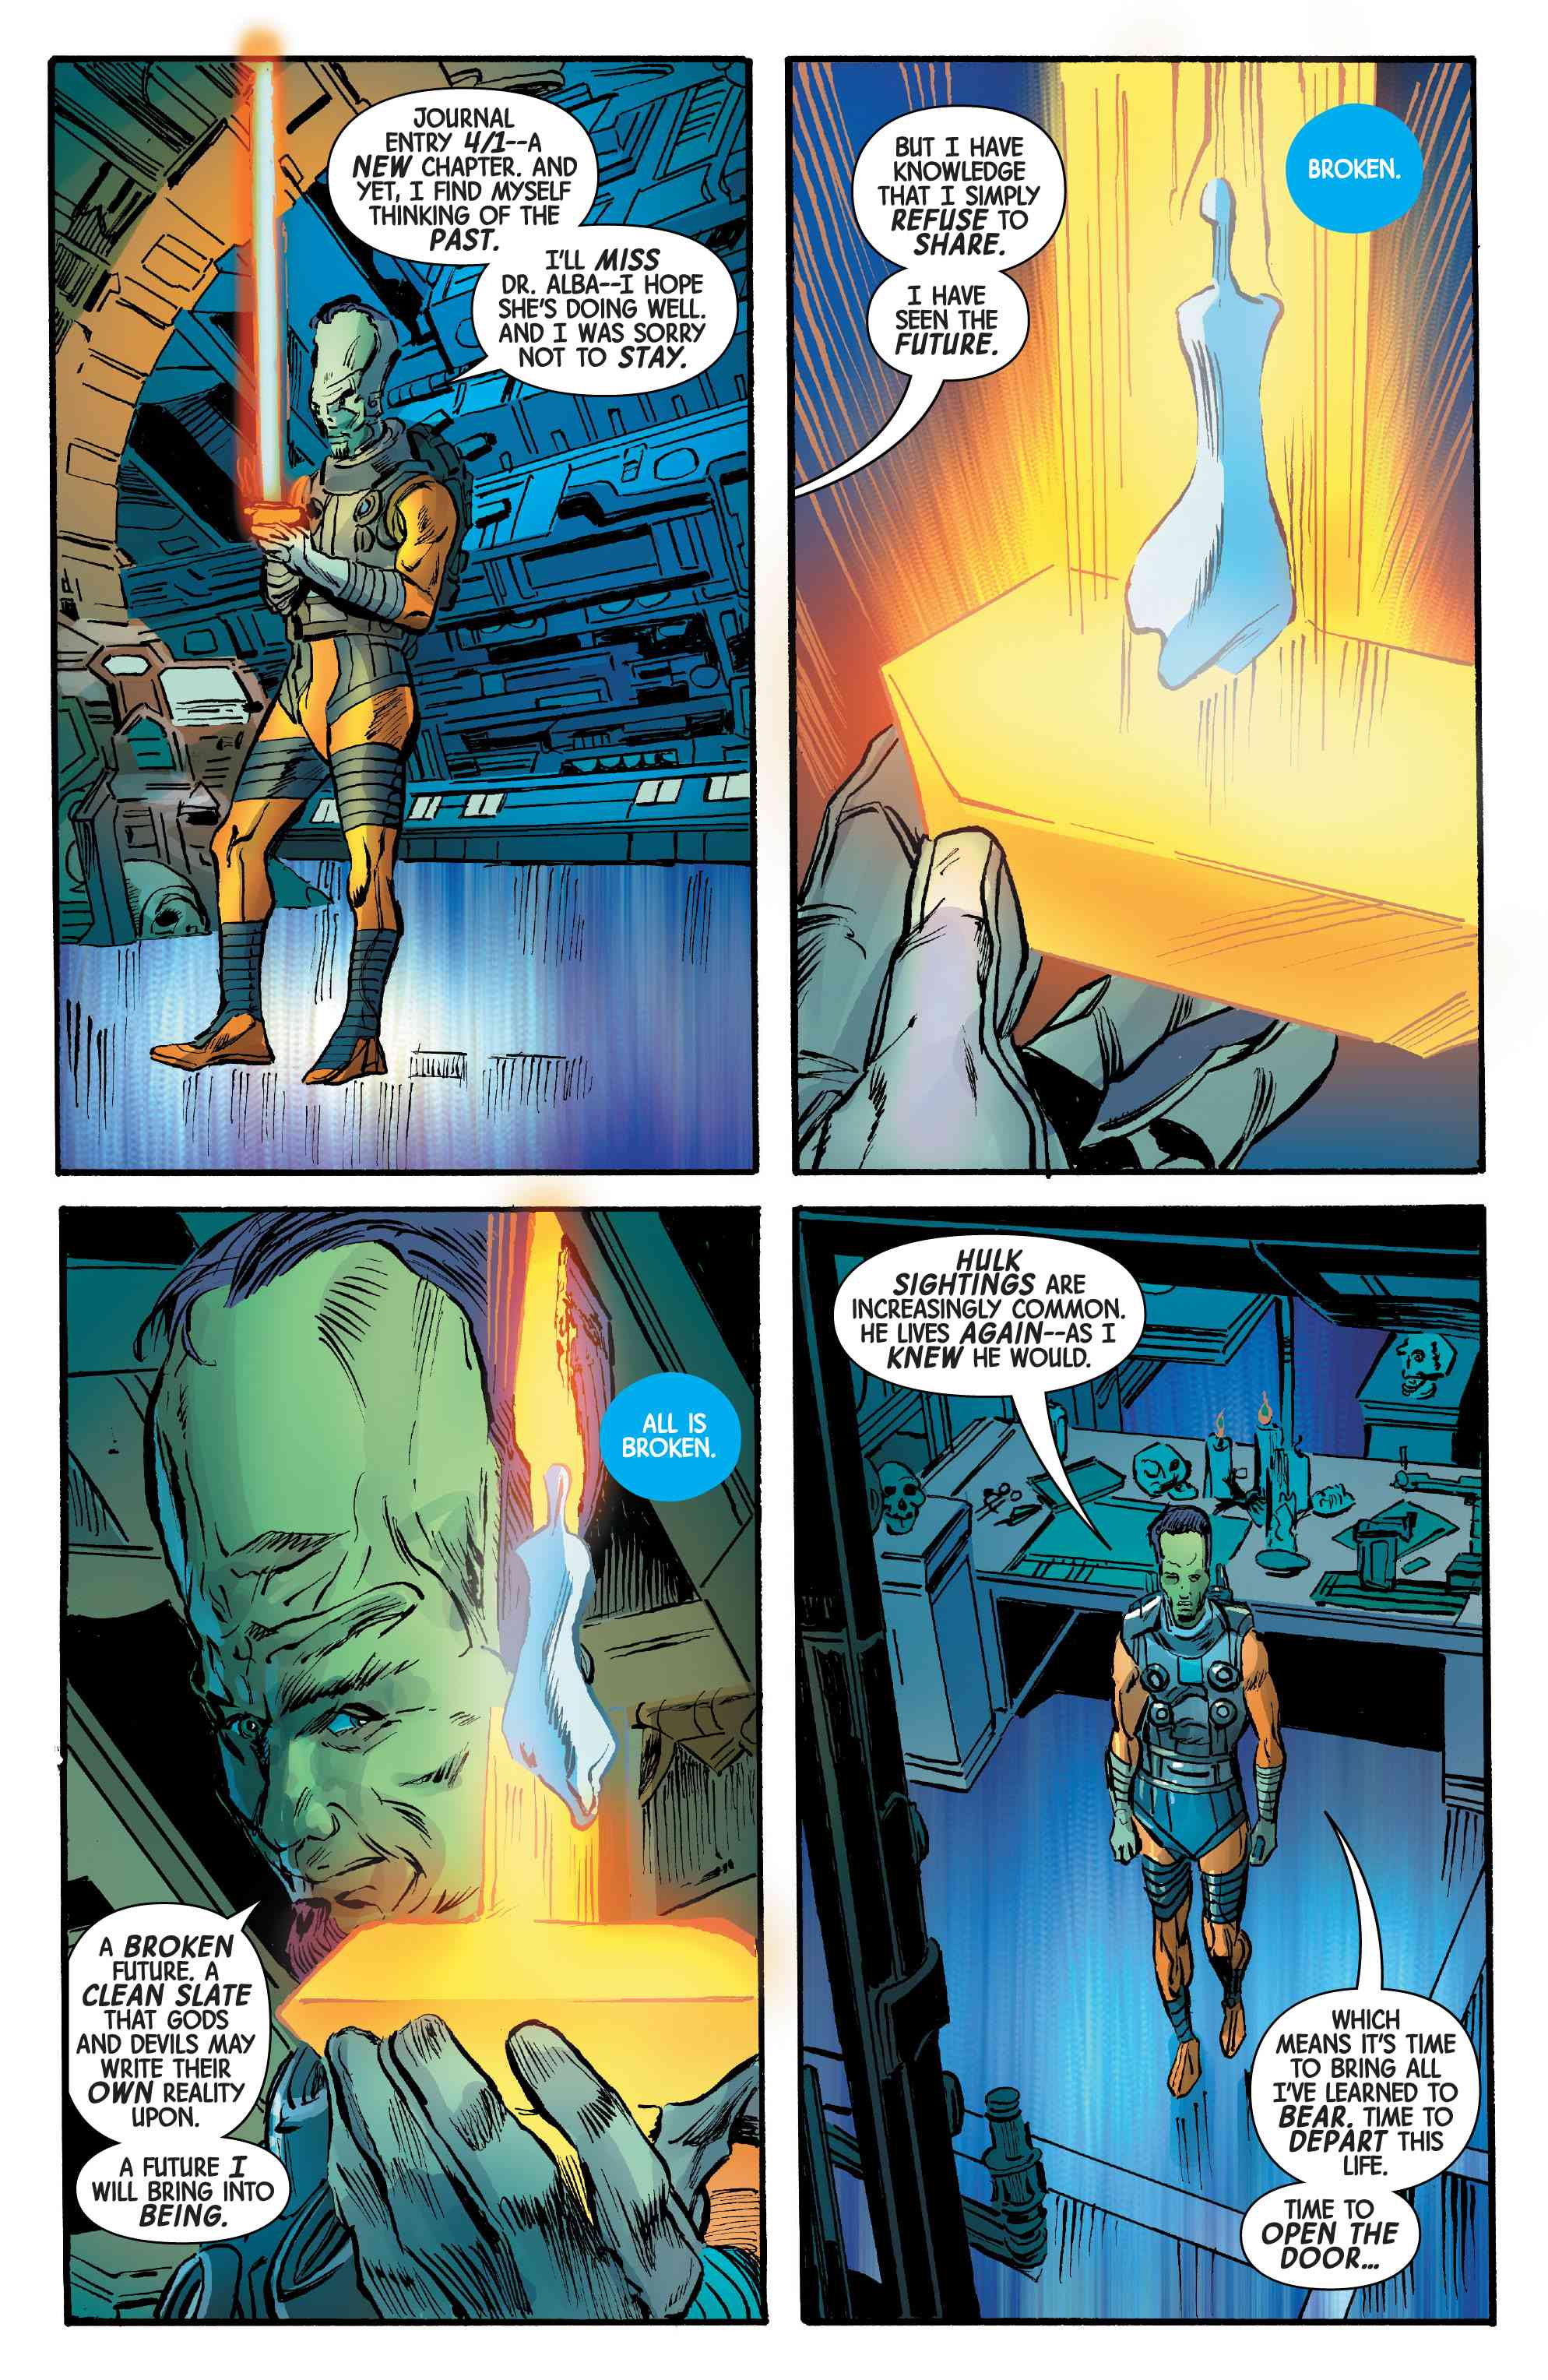 JOURNAL
ENTRY 4/1--A
NEW CHAPTER. AND
YET, I FIND MYSELF
THINKING OF THE
PAST.
I'LL MISS
DR. ALBA--I HOPE
SHE'S DOING WELL.
AND I WAS SORRY
NOT TO STAY.
BUT I HAVE
KNOWLEDGE
THAT I SIMPLY
REFUSE TO
SHARE.
I HAVE
SEEN THE
FUTURE.
BROKEN.
ALL IS
BROKEN.
A BROKEN
FUTURE. A
CLEAN SLATE
THAT GODS
AND DEVILS MAY
WRITE THEIR
OWN REALITY
UPON.
A FUTURE I
WILL BRING INTO
BEING.
HULK
SIGHTINGS ARE
INCREASINGLY COMMON.
HE LIVES AGAIN--AS I
KNEW HE WOULD.
WHICH
MEANS IT'S TIME
TO BRING ALL
I'VE LEARNED TO
BEAR. TIME TO
DEPART THIS
LIFE.
TIME TO
OPEN THE
DOOR...